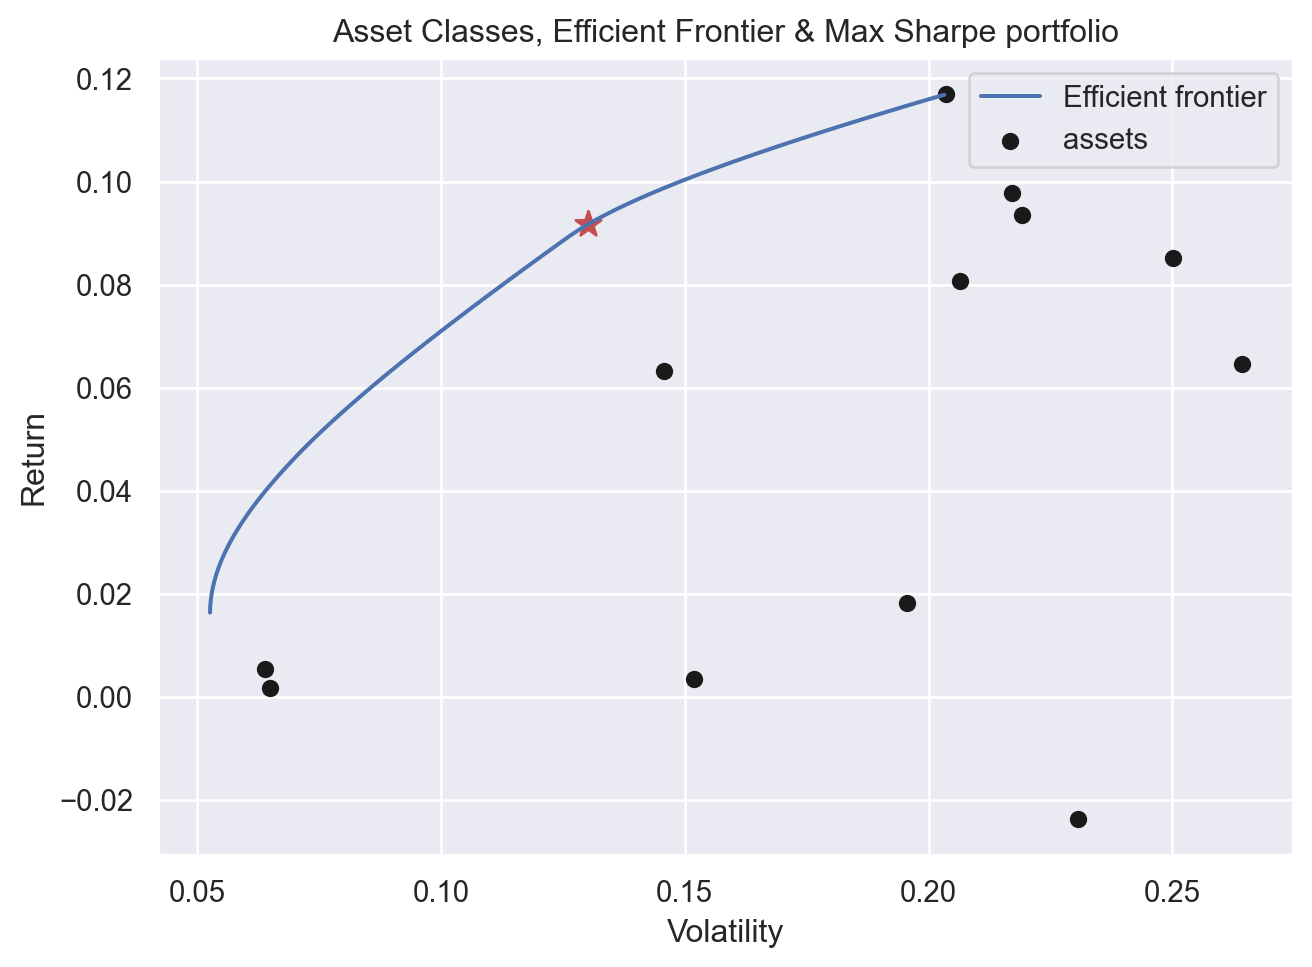 Asset Classes, Efficient Frontier & Max Sharpe portfolio
Efficient frontier
assets
0.12
0.10
0.08
0.06
0.04
0.02
0.00
−0.02
Return
0.05 0.10 0.15 0.20 0.25
Volatility